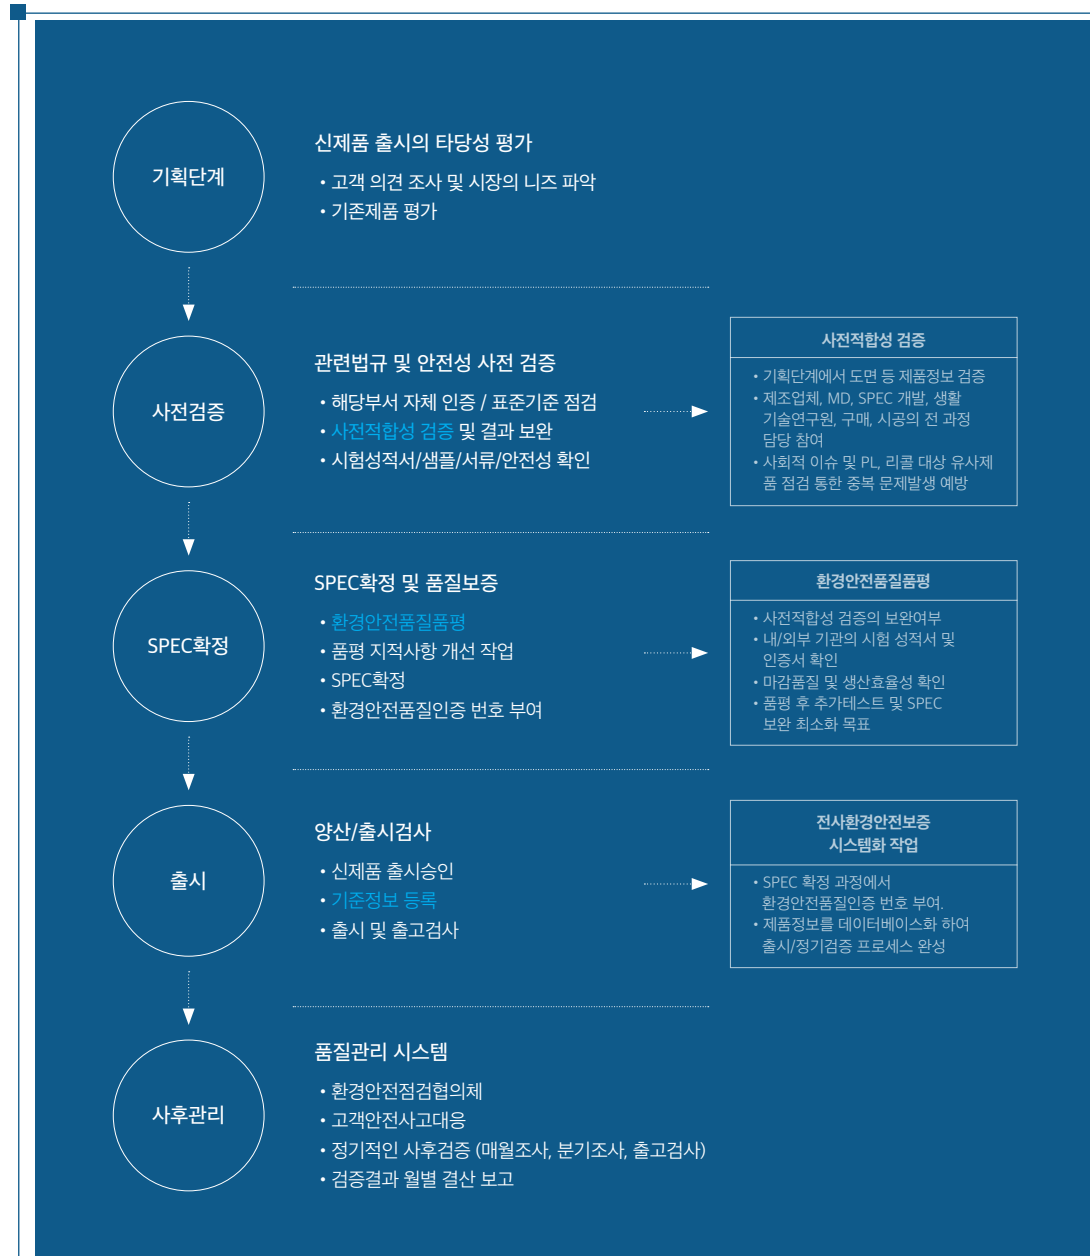 기획단계
신제품 출시의 타당성 평가
• 고객 의견 조사 및 시장의 니즈 파악
• 기존제품 평가
사전검증
관련법규 및 안전성 사전 검증
• 해당부서 자체 인증 / 표준기준 점검
• 사전적합성 검증 및 결과 보완
• 시험성적서/샘플/서류/안전성 확인
사전적합성 검증
• 기획단계에서 도면 등 제품정보 검증
• 제조업체, MD, SPEC 개발, 생활
기술연구원, 구매, 시공의 전 과정
담당 참여
• 사회적 이슈 및 PL, 리콜 대상 유사제
품 점검 통한 중복 문제발생 예방
SPEC확정
SPEC확정 및 품질보증
• 환경안전품질품평
• 품평 지적사항 개선 작업
• SPEC확정
• 환경안전품질인증 번호 부여
환경안전품질품평
• 사전적합성 검증의 보완여부
• 내/외부 기관의 시험 성적서 및
인증서 확인
• 마감품질 및 생산효율성 확인
• 품평 후 추가테스트 및 SPEC
보완 최소화 목표
출시
양산/출시검사
• 신제품 출시승인
• 기준정보 등록
• 출시 및 출고검사
전사환경안전보증
시스템화 작업
• SPEC 확정 과정에서
환경안전품질인증 번호 부여.
• 제품정보를 데이터베이스화 하여
출시/정기검증 프로세스 완성
사후관리
품질관리 시스템
• 환경안전점검협의체
• 고객안전사고대응
• 정기적인 사후검증 (매월조사, 분기조사, 출고검사)
• 검증결과 월별 결산 보고